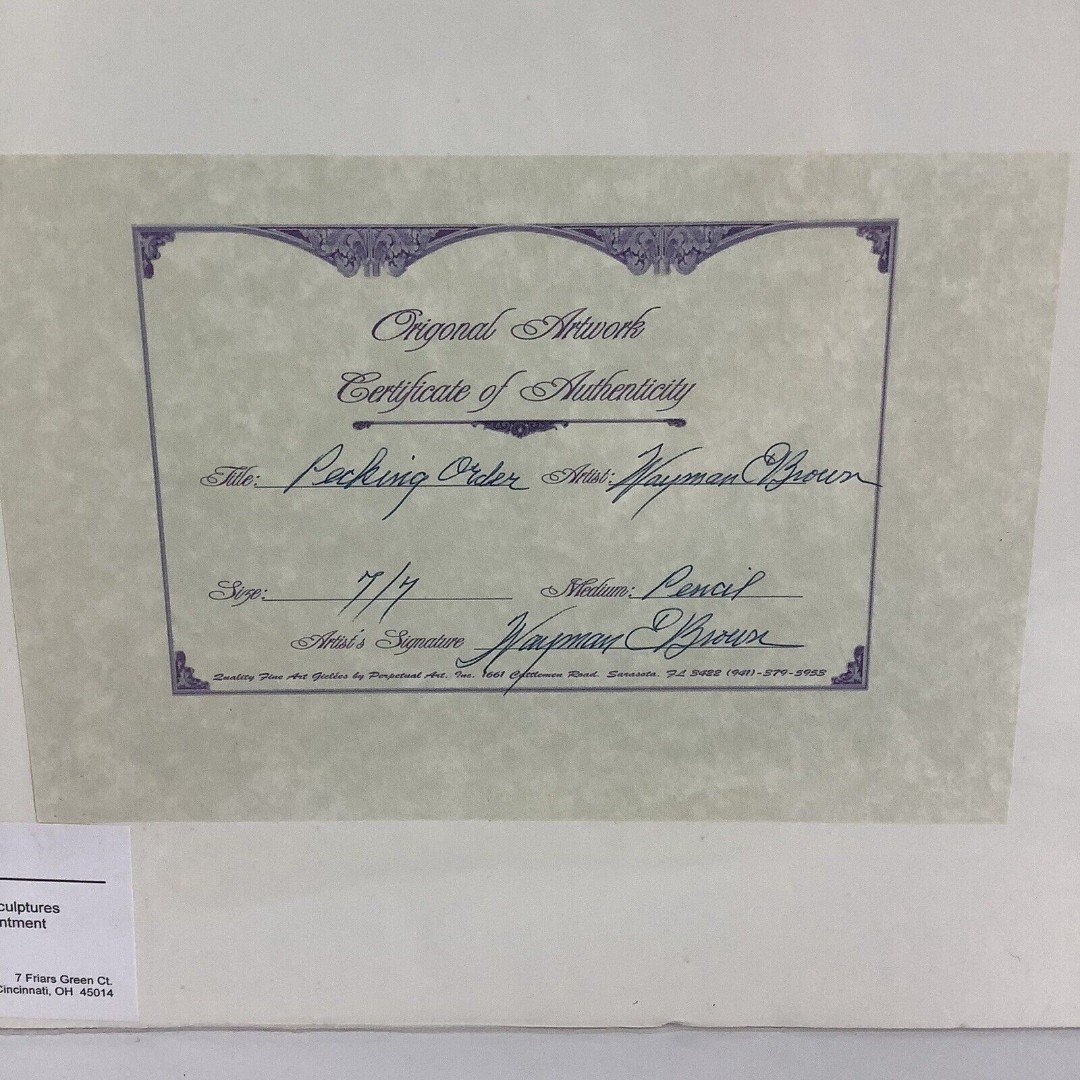 Origonal Artwork
Certificate of Authenticity
Title: Pecking Order Artist: Wayman E Brown
Size: 7/7 Medium: Pencil
Artist's Signature Wayman E Brown
Quality Fine Art Giclées by Perpetual Art, Inc. 1661 Cattlemen Road. Sarasota, FL 3422 (941)-379-5953
culptures
ntment
7 Friars Green Ct.
Cincinnati, OH 45014